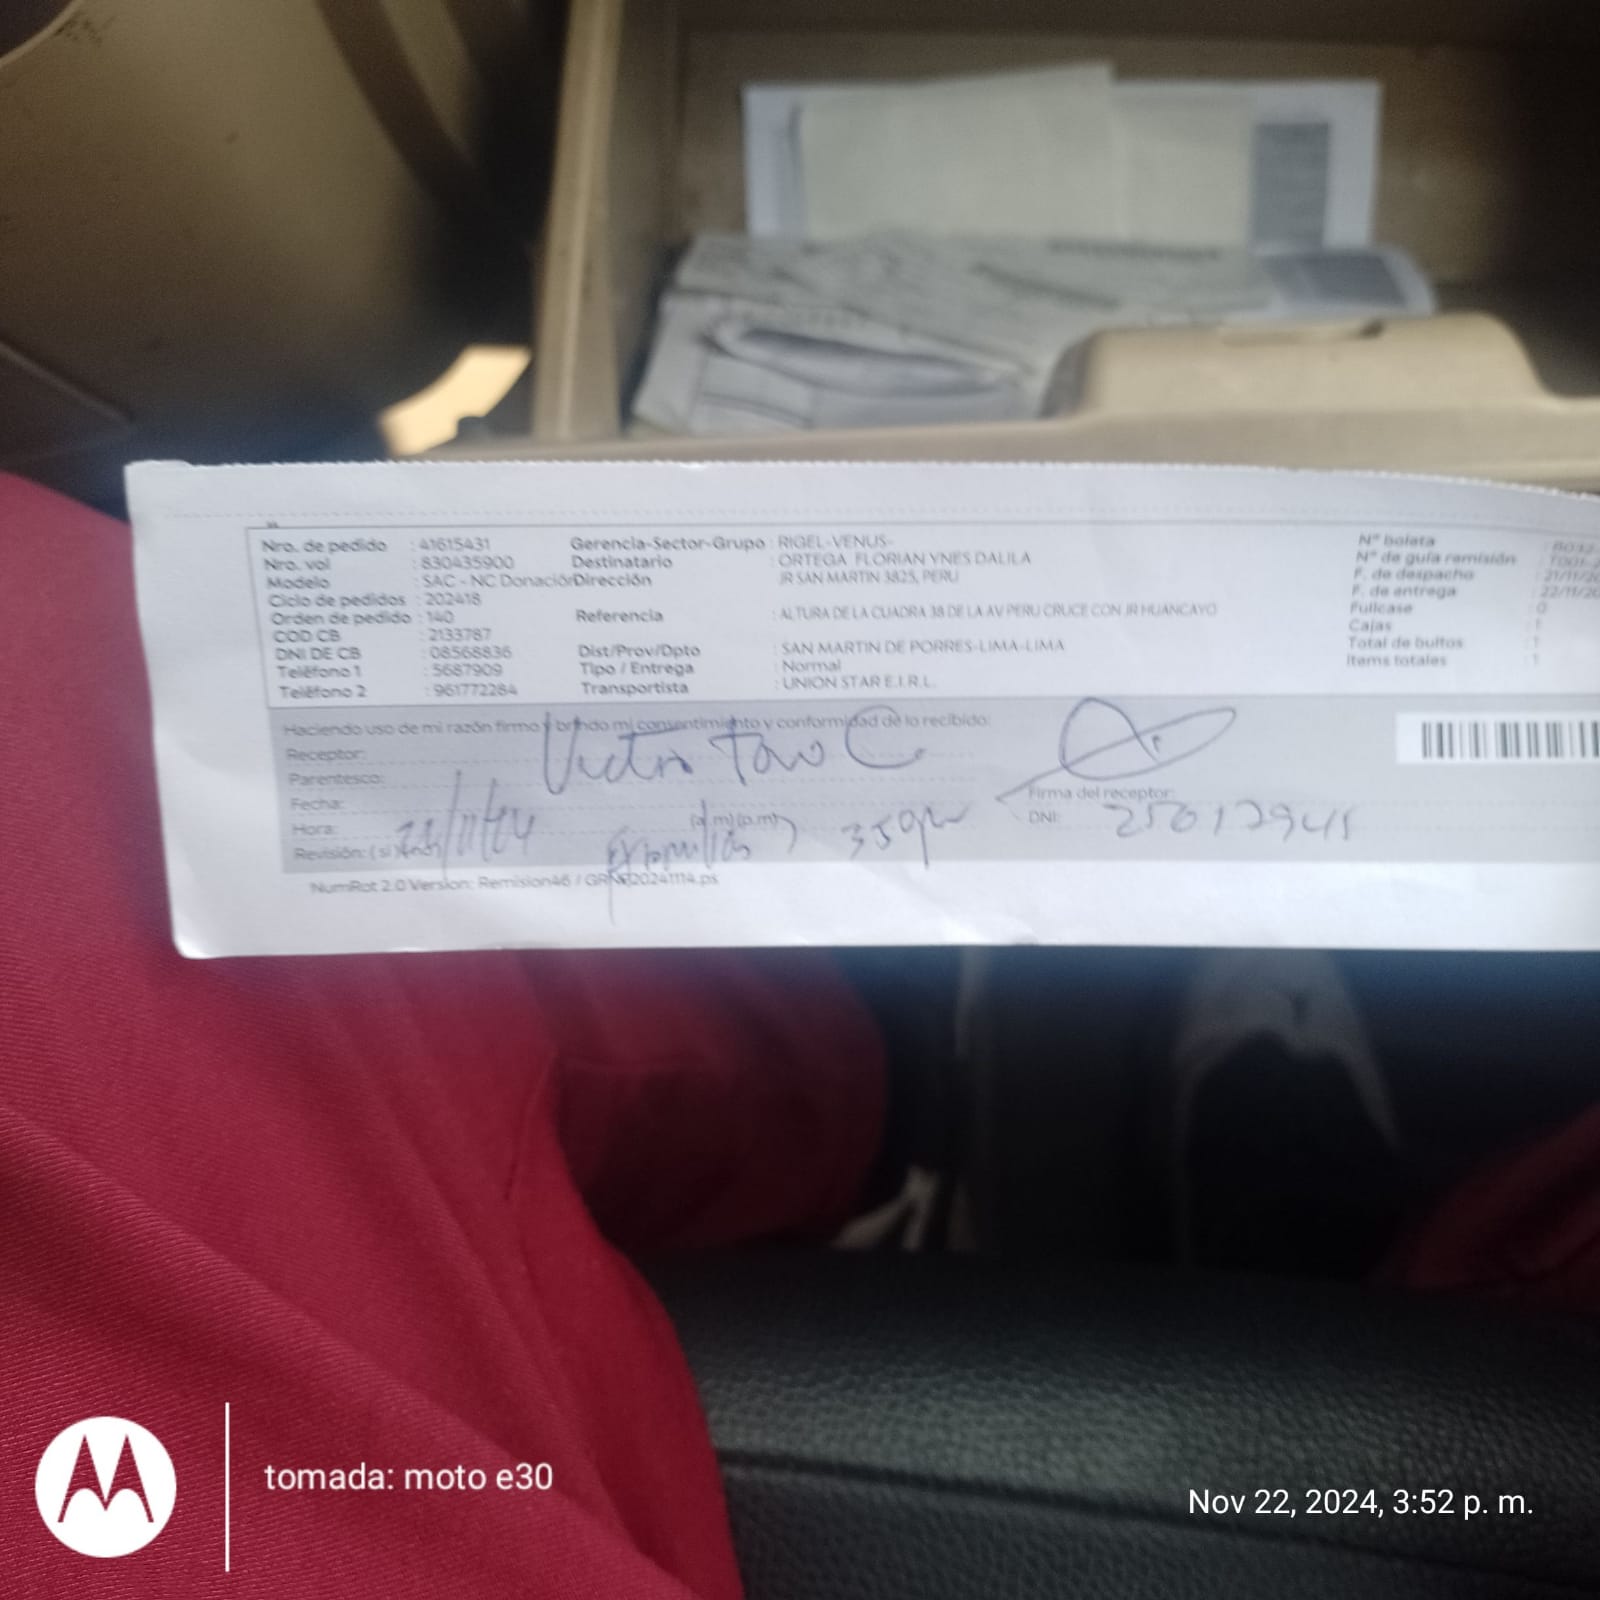 Nro. de pedido : 41615431 Gerencia-Sector-Grupo : RIGEL-VENUS- Nº boleta
Nro. vol : 830435900 Destinatario : ORTEGA FLORIAN YNES DALILA Nº de guía remisión
Modelo : SAC - NC Donación Dirección JR SAN MARTIN 3825, PERU F. de despacho : 21/11/20
Ciclo de pedidos : 202418 F. de entrega : 22/11/20
Orden de pedido : 140 Referencia : ALTURA DE LA CUADRA 38 DE LA AV PERU CRUCE CON JR HUANCAYO Fullcase : 0
COD CB : 2133787 Cajas : 1
DNI DE CB : 08568836 Dist/Prov/Dpto : SAN MARTIN DE PORRES-LIMA-LIMA Total de bultos : 1
Teléfono 1 : 5687909 Tipo / Entrega : Normal Items totales : 1
Teléfono 2 : 961772284 Transportista : UNION STAR E.I.R.L.
Haciendo uso de mi razón firmo y brindo mi consentimiento y conformidad de lo recibido:
Receptor: Victor
Parentesco:
Fecha: Firma del receptor:
Hora: (a.m)(p.m) DNI:
Revisión: ( si )
NumRot 2.0 Version: Remision46 /
tomada: moto e30
Nov 22, 2024, 3:52 p. m.